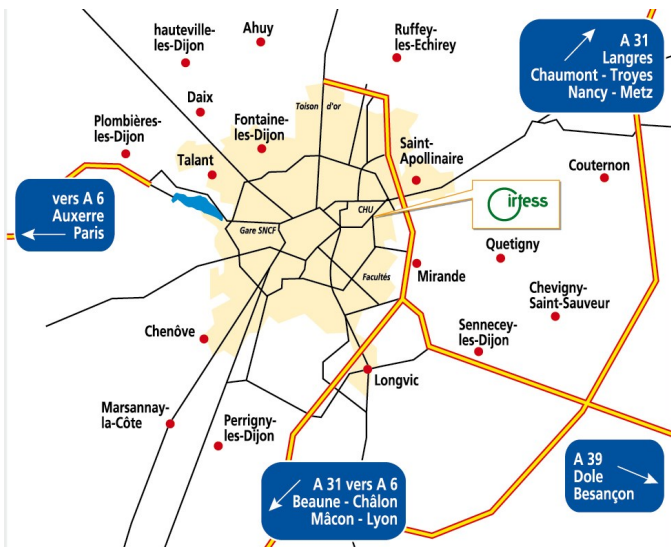 hauteville-
les-Dijon
Ahuy
Ruffey-
les-Echirey
A 31
Langres
Chaumont - Troyes
Nancy - Metz
Daix
Toison d'or
Plombières-
les-Dijon
Fontaine-
les-Dijon
Talant
Saint-
Apollinaire
Couternon
vers A 6
Auxerre
Paris
CHU
irtess
Gare SNCF
Quetigny
Mirande
Facultés
Chevigny-
Saint-Sauveur
Chenôve
Sennecey-
les-Dijon
Longvic
Marsannay-
la-Côte
Perrigny-
les-Dijon
A 31 vers A 6
Beaune - Châlon
Mâcon - Lyon
A 39
Dole
Besançon